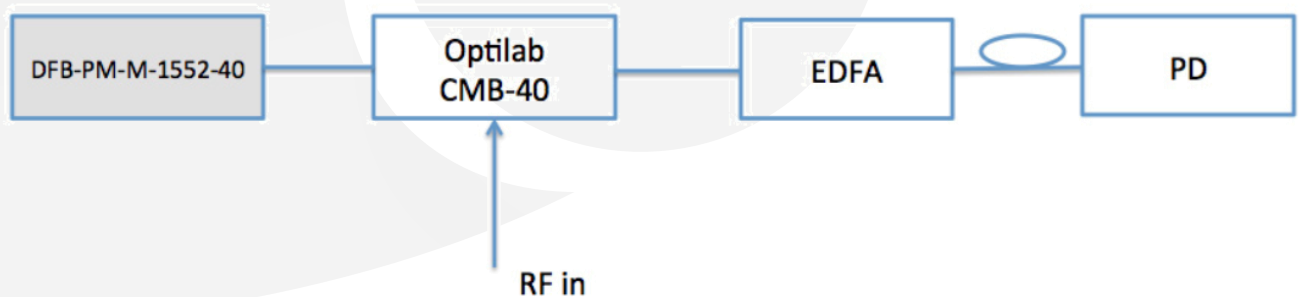 DFB-PM-M-1552-40
Optilab
CMB-40
EDFA
PD
RF in